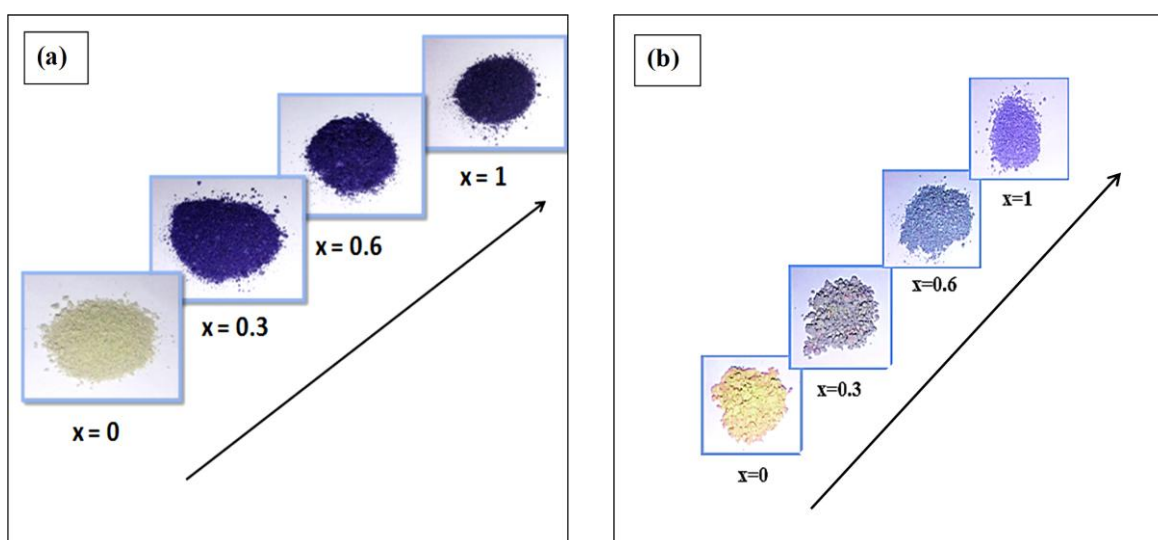 (a)
x = 1
x = 0.6
x = 0.3
x = 0
(b)
x=1
x=0.6
x=0.3
x=0